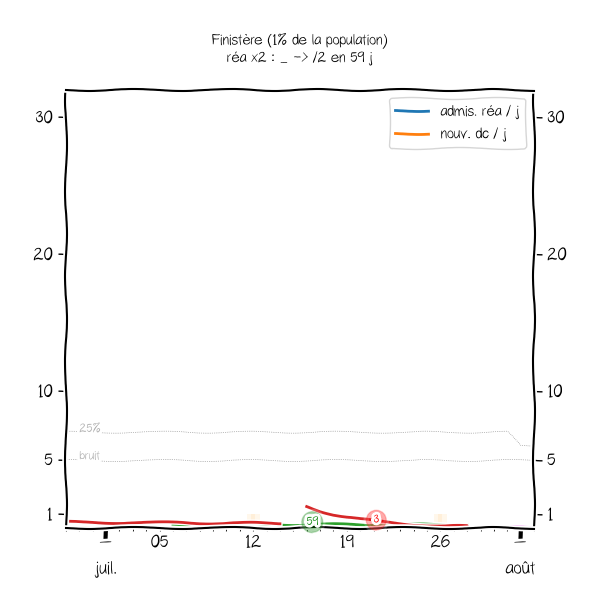 Finistère (1% de la population)
réa x2 : _ -> /2 en 59 j
admis. réa / j
nouv. dc / j
30 30
20 20
10 10
25%
5 5
bruit
1 1
59 3
05 12 19 26
juil. août